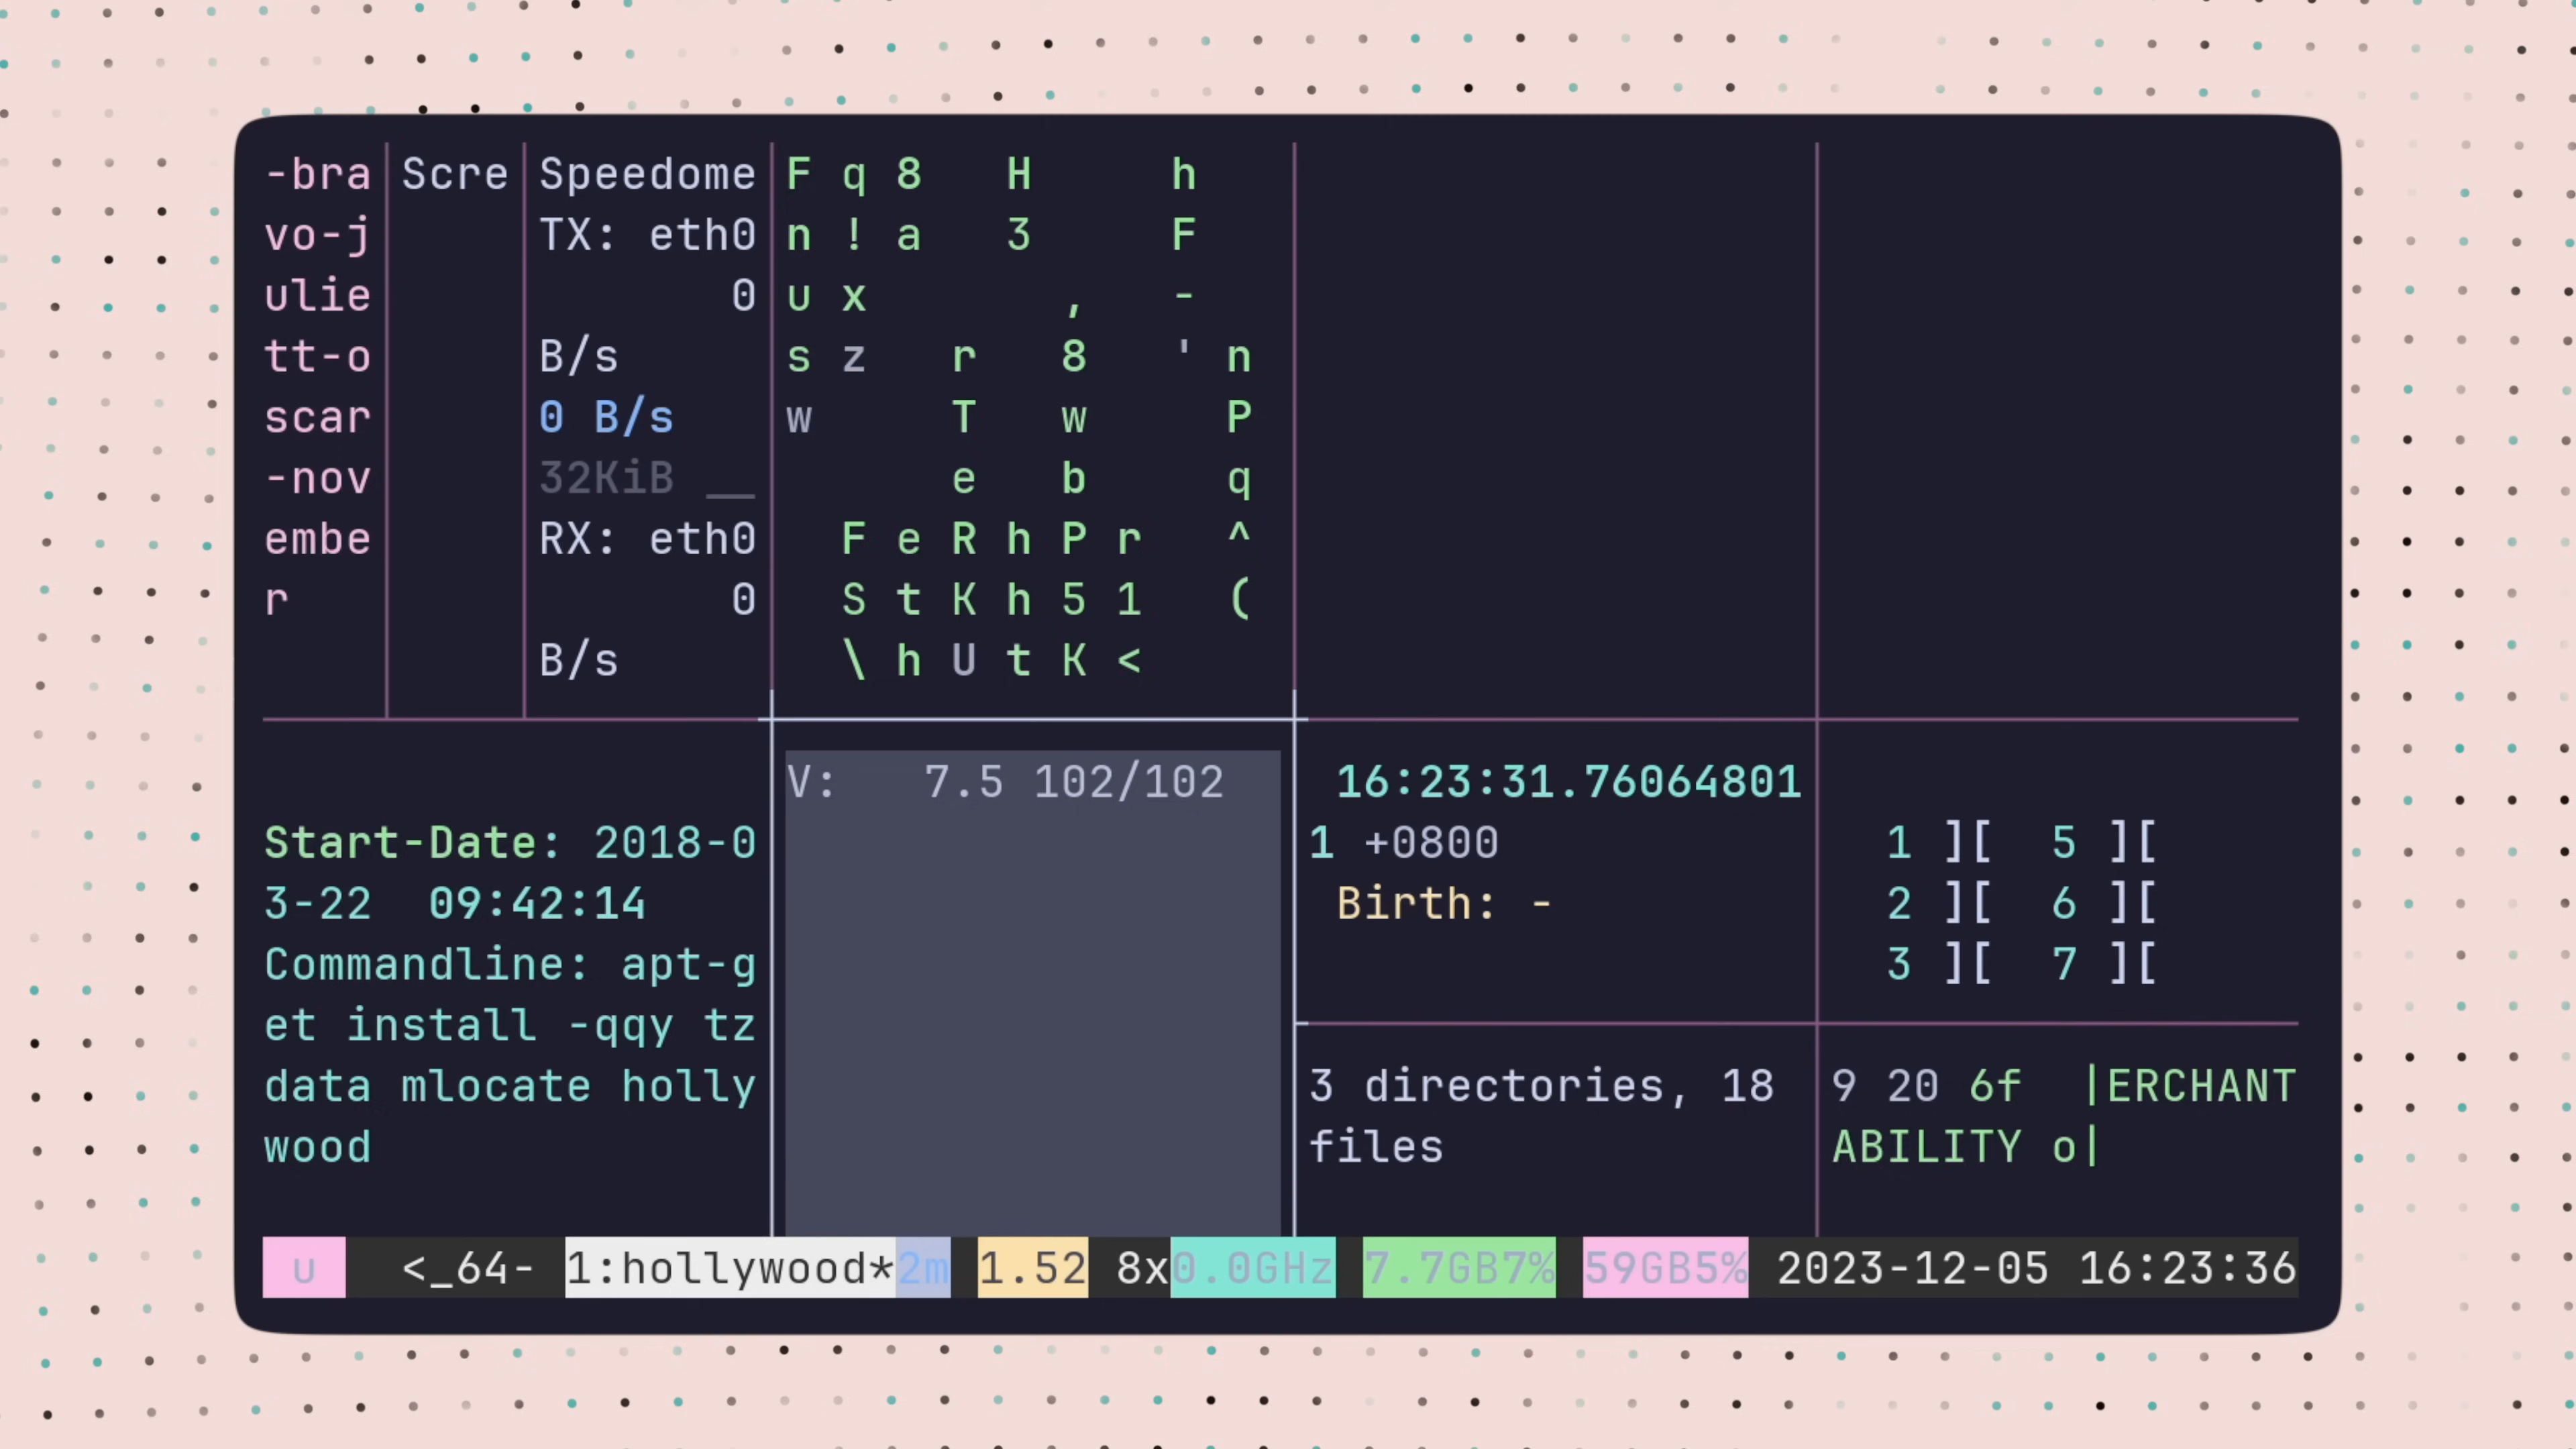 -bra
vo-j
ulie
tt-o
scar
-nov
embe
r
Scre
Speedome
TX: eth0
0
B/s
0 B/s
32KiB __
RX: eth0
0
B/s
F q 8 H h
n ! a 3 F
u x , -
s z r 8 ' n
w T w P
e b q
F e R h P r ^
S t K h 5 1 (
\ h U t K <
Start-Date: 2018-0
3-22 09:42:14
Commandline: apt-g
et install -qqy tz
data mlocate holly
wood
V: 7.5 102/102
16:23:31.76064801
1 +0800
Birth: -
1 ][ 5 ][
2 ][ 6 ][
3 ][ 7 ][
3 directories, 18
files
9 20 6f |ERCHANT
ABILITY o|
u <_64- 1:hollywood*2m 1.52 8x0.0GHz 7.7GB7% 59GB5% 2023-12-05 16:23:36